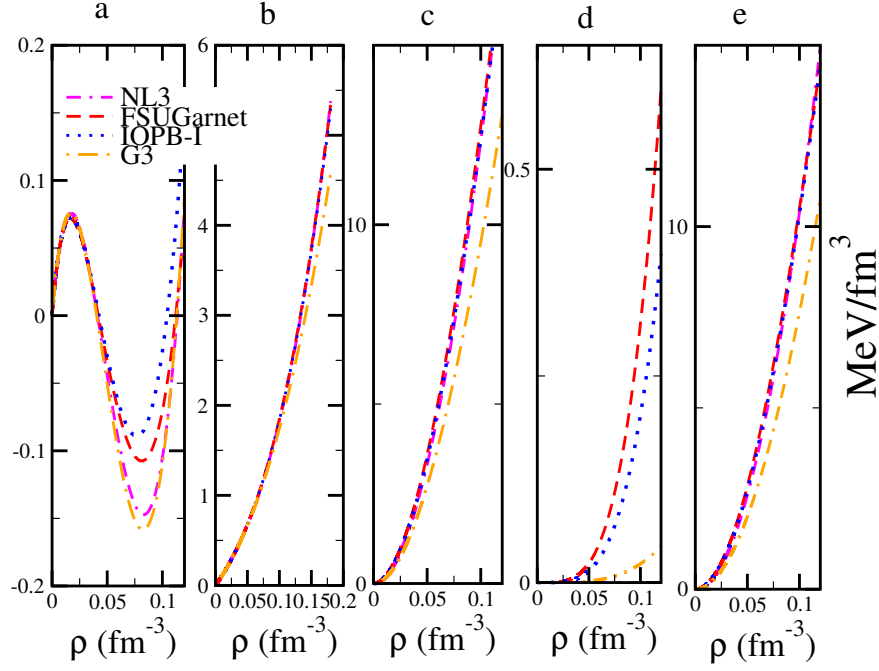 a b c d e
0.2
0.1
0
-0.1
-0.2
NL3
FSUGarnet
IOPB-I
G3
0 0.05 0.1
ρ (fm⁻³)
6
5
4
3
2
1
0
0 0.05 0.10 0.15 0.2
ρ (fm⁻³)
10
0
0 0.05 0.1
ρ (fm⁻³)
0.5
0
0 0.05 0.1
ρ (fm⁻³)
10
0
0 0.05 0.1
ρ (fm⁻³)
MeV/fm³